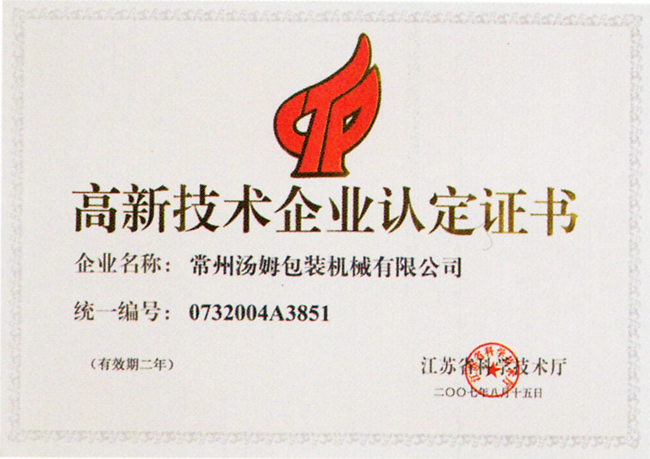 高新技术企业认定证书
企业名称：常州汤姆包装机械有限公司
统一编号：0732004A3851
（有效期二年）
江苏省科学技术厅
二〇〇七年八月十五日